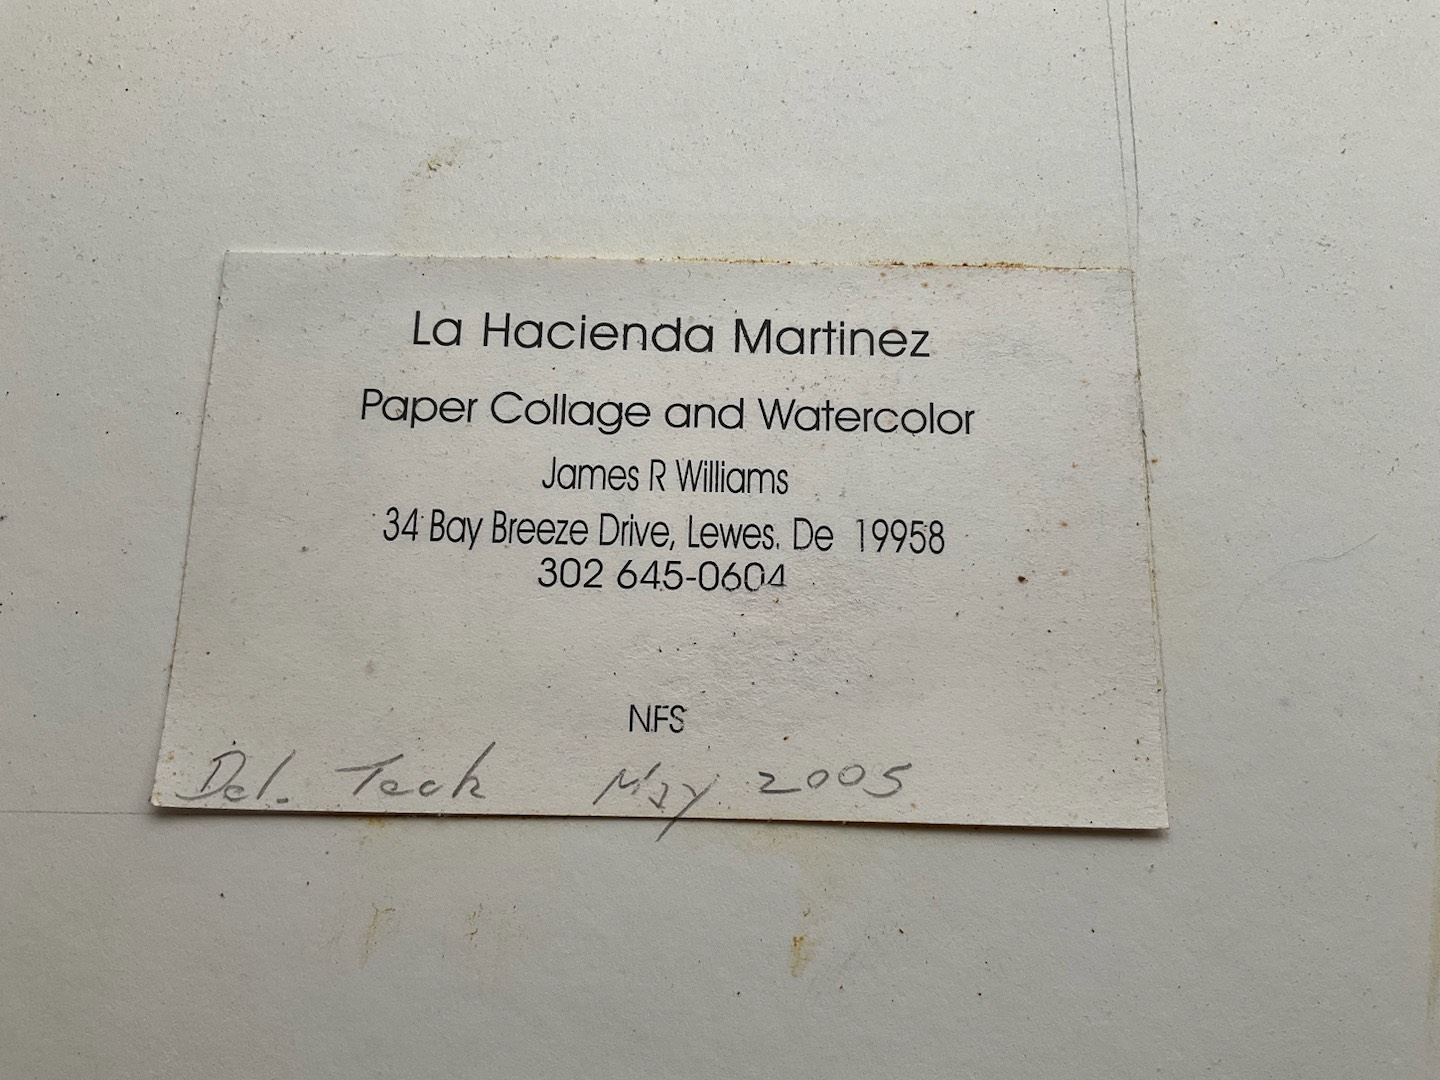 La Hacienda Martinez
Paper Collage and Watercolor
James R Williams
34 Bay Breeze Drive, Lewes. De 19958
302 645-0604
NFS
Del. Tech May 2005